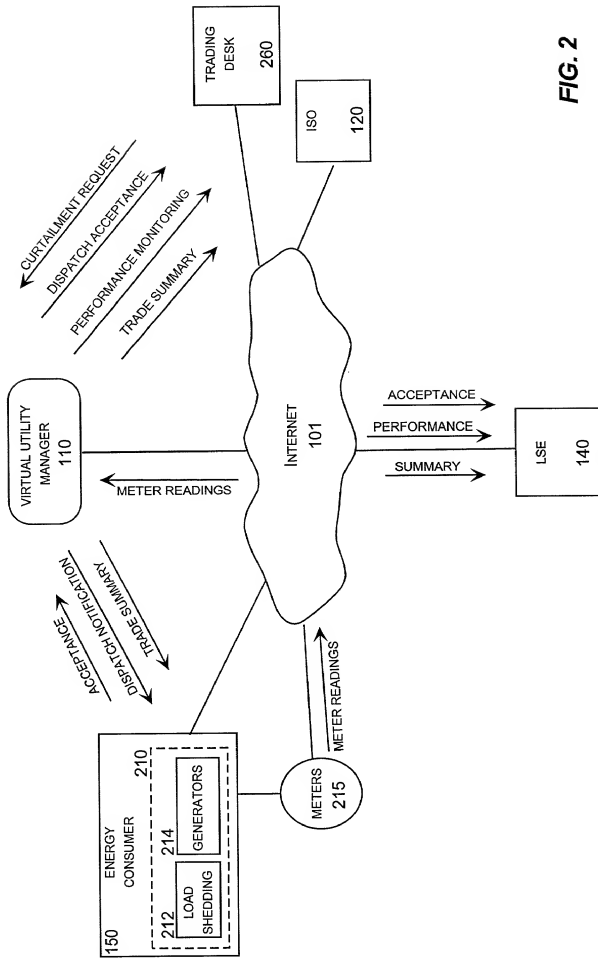 TRADING
DESK
260
ISO
120
FIG. 2
CURTAILMENT REQUEST
DISPATCH ACCEPTANCE
PERFORMANCE MONITORING
TRADE SUMMARY
VIRTUAL UTILITY
MANAGER
110
METER READINGS
INTERNET
101
ACCEPTANCE
PERFORMANCE
SUMMARY
LSE
140
ACCEPTANCE
DISPATCH NOTIFICATION
TRADE SUMMARY
150
ENERGY
CONSUMER
210
212
LOAD
SHEDDING
214
GENERATORS
METERS
215
METER READINGS